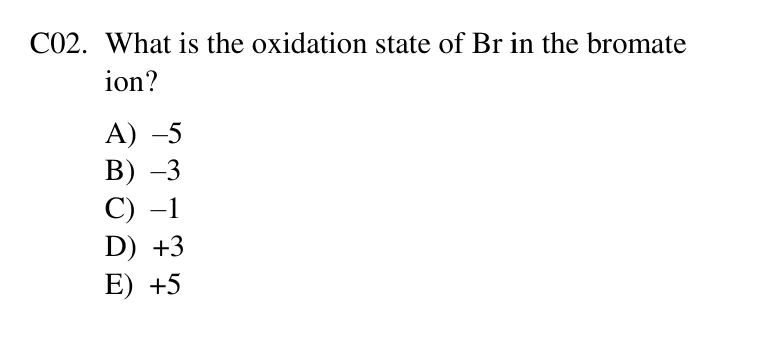 C02. What is the oxidation state of Br in the bromate
ion?
A) –5
B) –3
C) –1
D) +3
E) +5